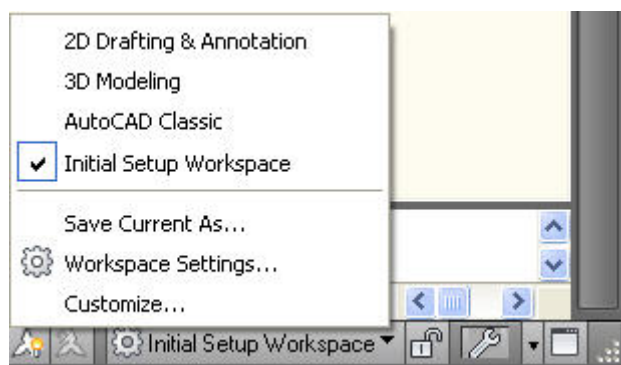 2D Drafting & Annotation
3D Modeling
AutoCAD Classic
Initial Setup Workspace
Save Current As...
Workspace Settings...
Customize...
Initial Setup Workspace